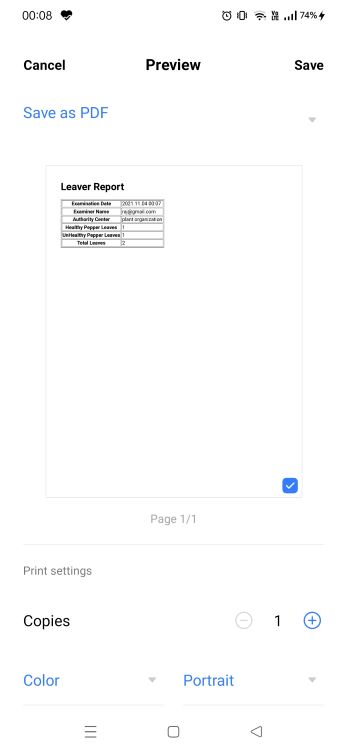 00:08 74%
Cancel Preview Save
Save as PDF
Leaver Report
Examination Date 2021.11.04 00:07
Examiner Name raj@gmail.com
Authority Center plant organization
Healthy Pepper Leaves 1
UnHealthy Pepper Leaves 1
Total Leaves 2
Page 1/1
Print settings
Copies 1
Color Portrait